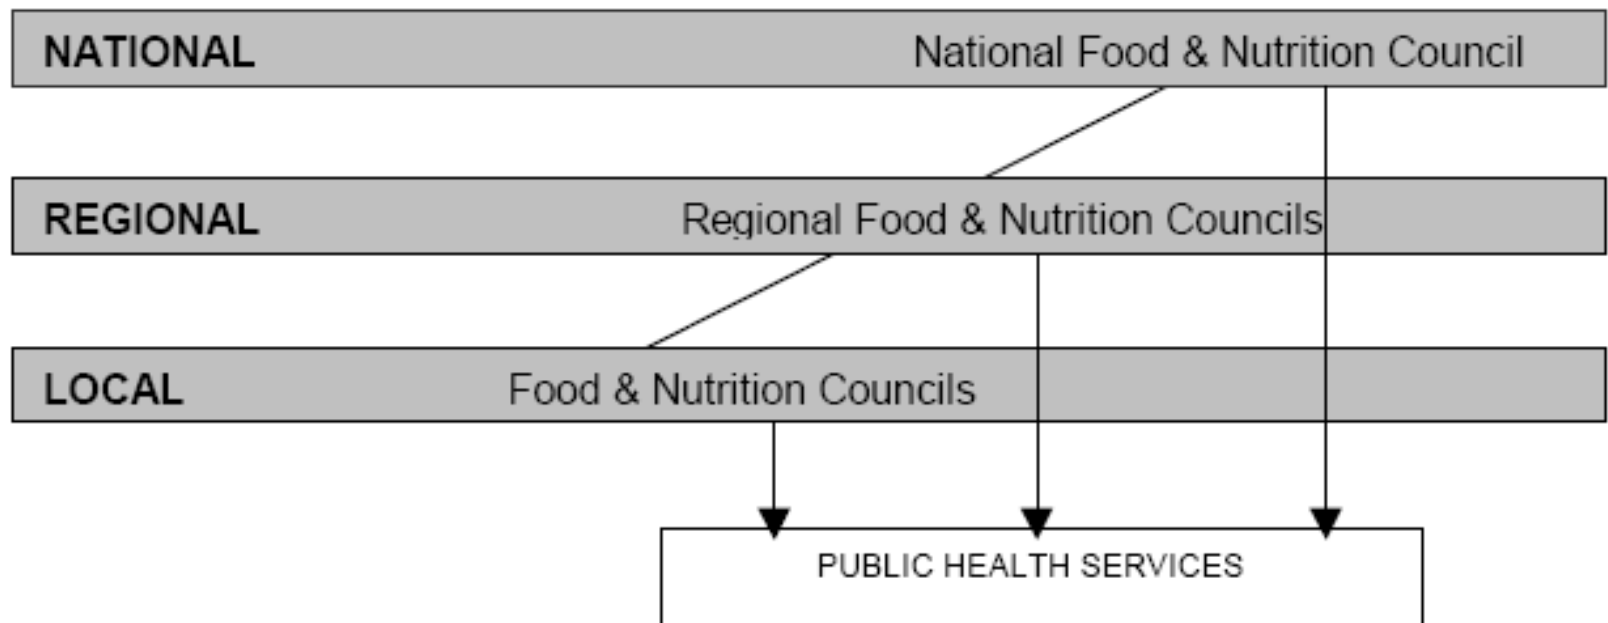 NATIONAL National Food & Nutrition Council
REGIONAL Regional Food & Nutrition Councils
LOCAL Food & Nutrition Councils
PUBLIC HEALTH SERVICES